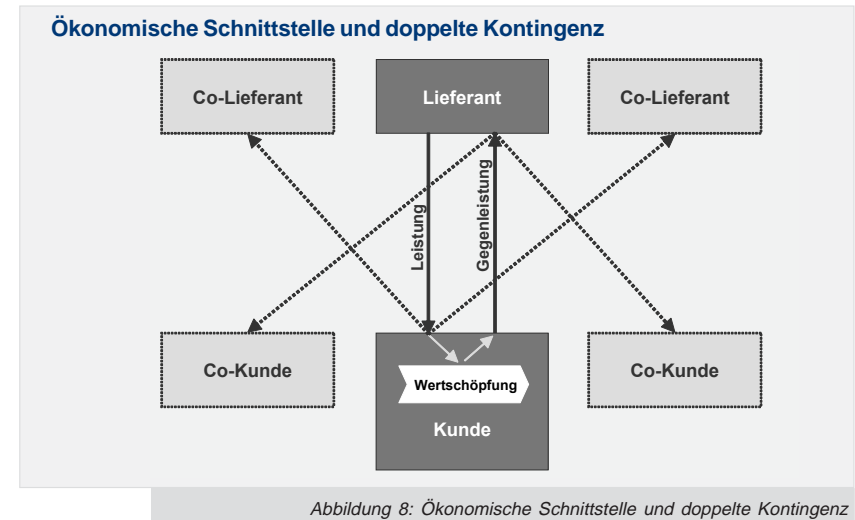 Ökonomische Schnittstelle und doppelte Kontingenz
Co-Lieferant
Lieferant
Co-Lieferant
Leistung
Gegenleistung
Co-Kunde
Wertschöpfung
Kunde
Co-Kunde
Abbildung 8: Ökonomische Schnittstelle und doppelte Kontingenz